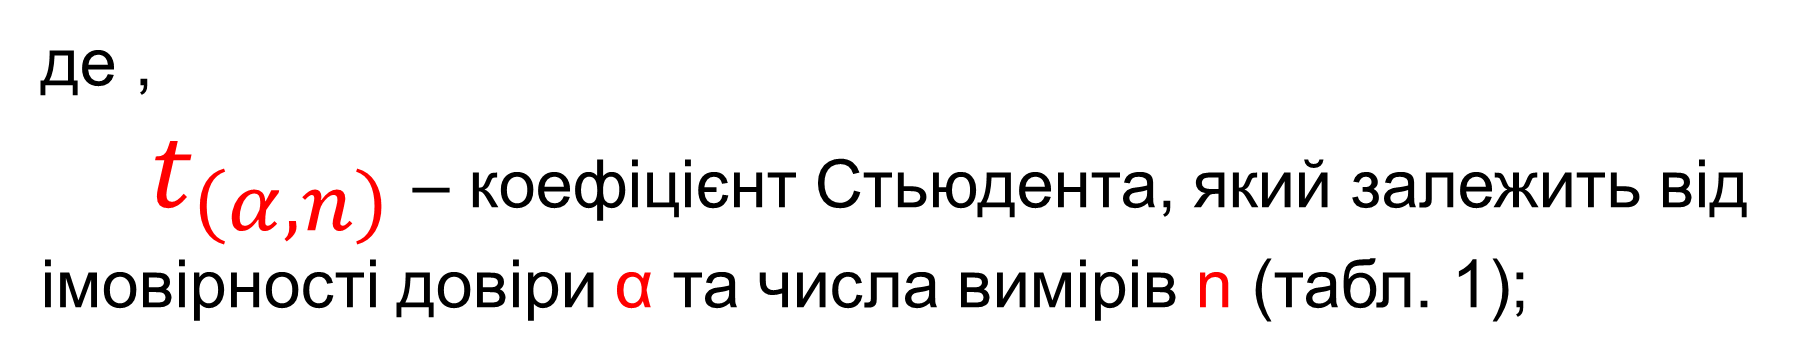 де ,
t(α,n) – коефіцієнт Стьюдента, який залежить від
імовірності довіри α та числа вимірів n (табл. 1);